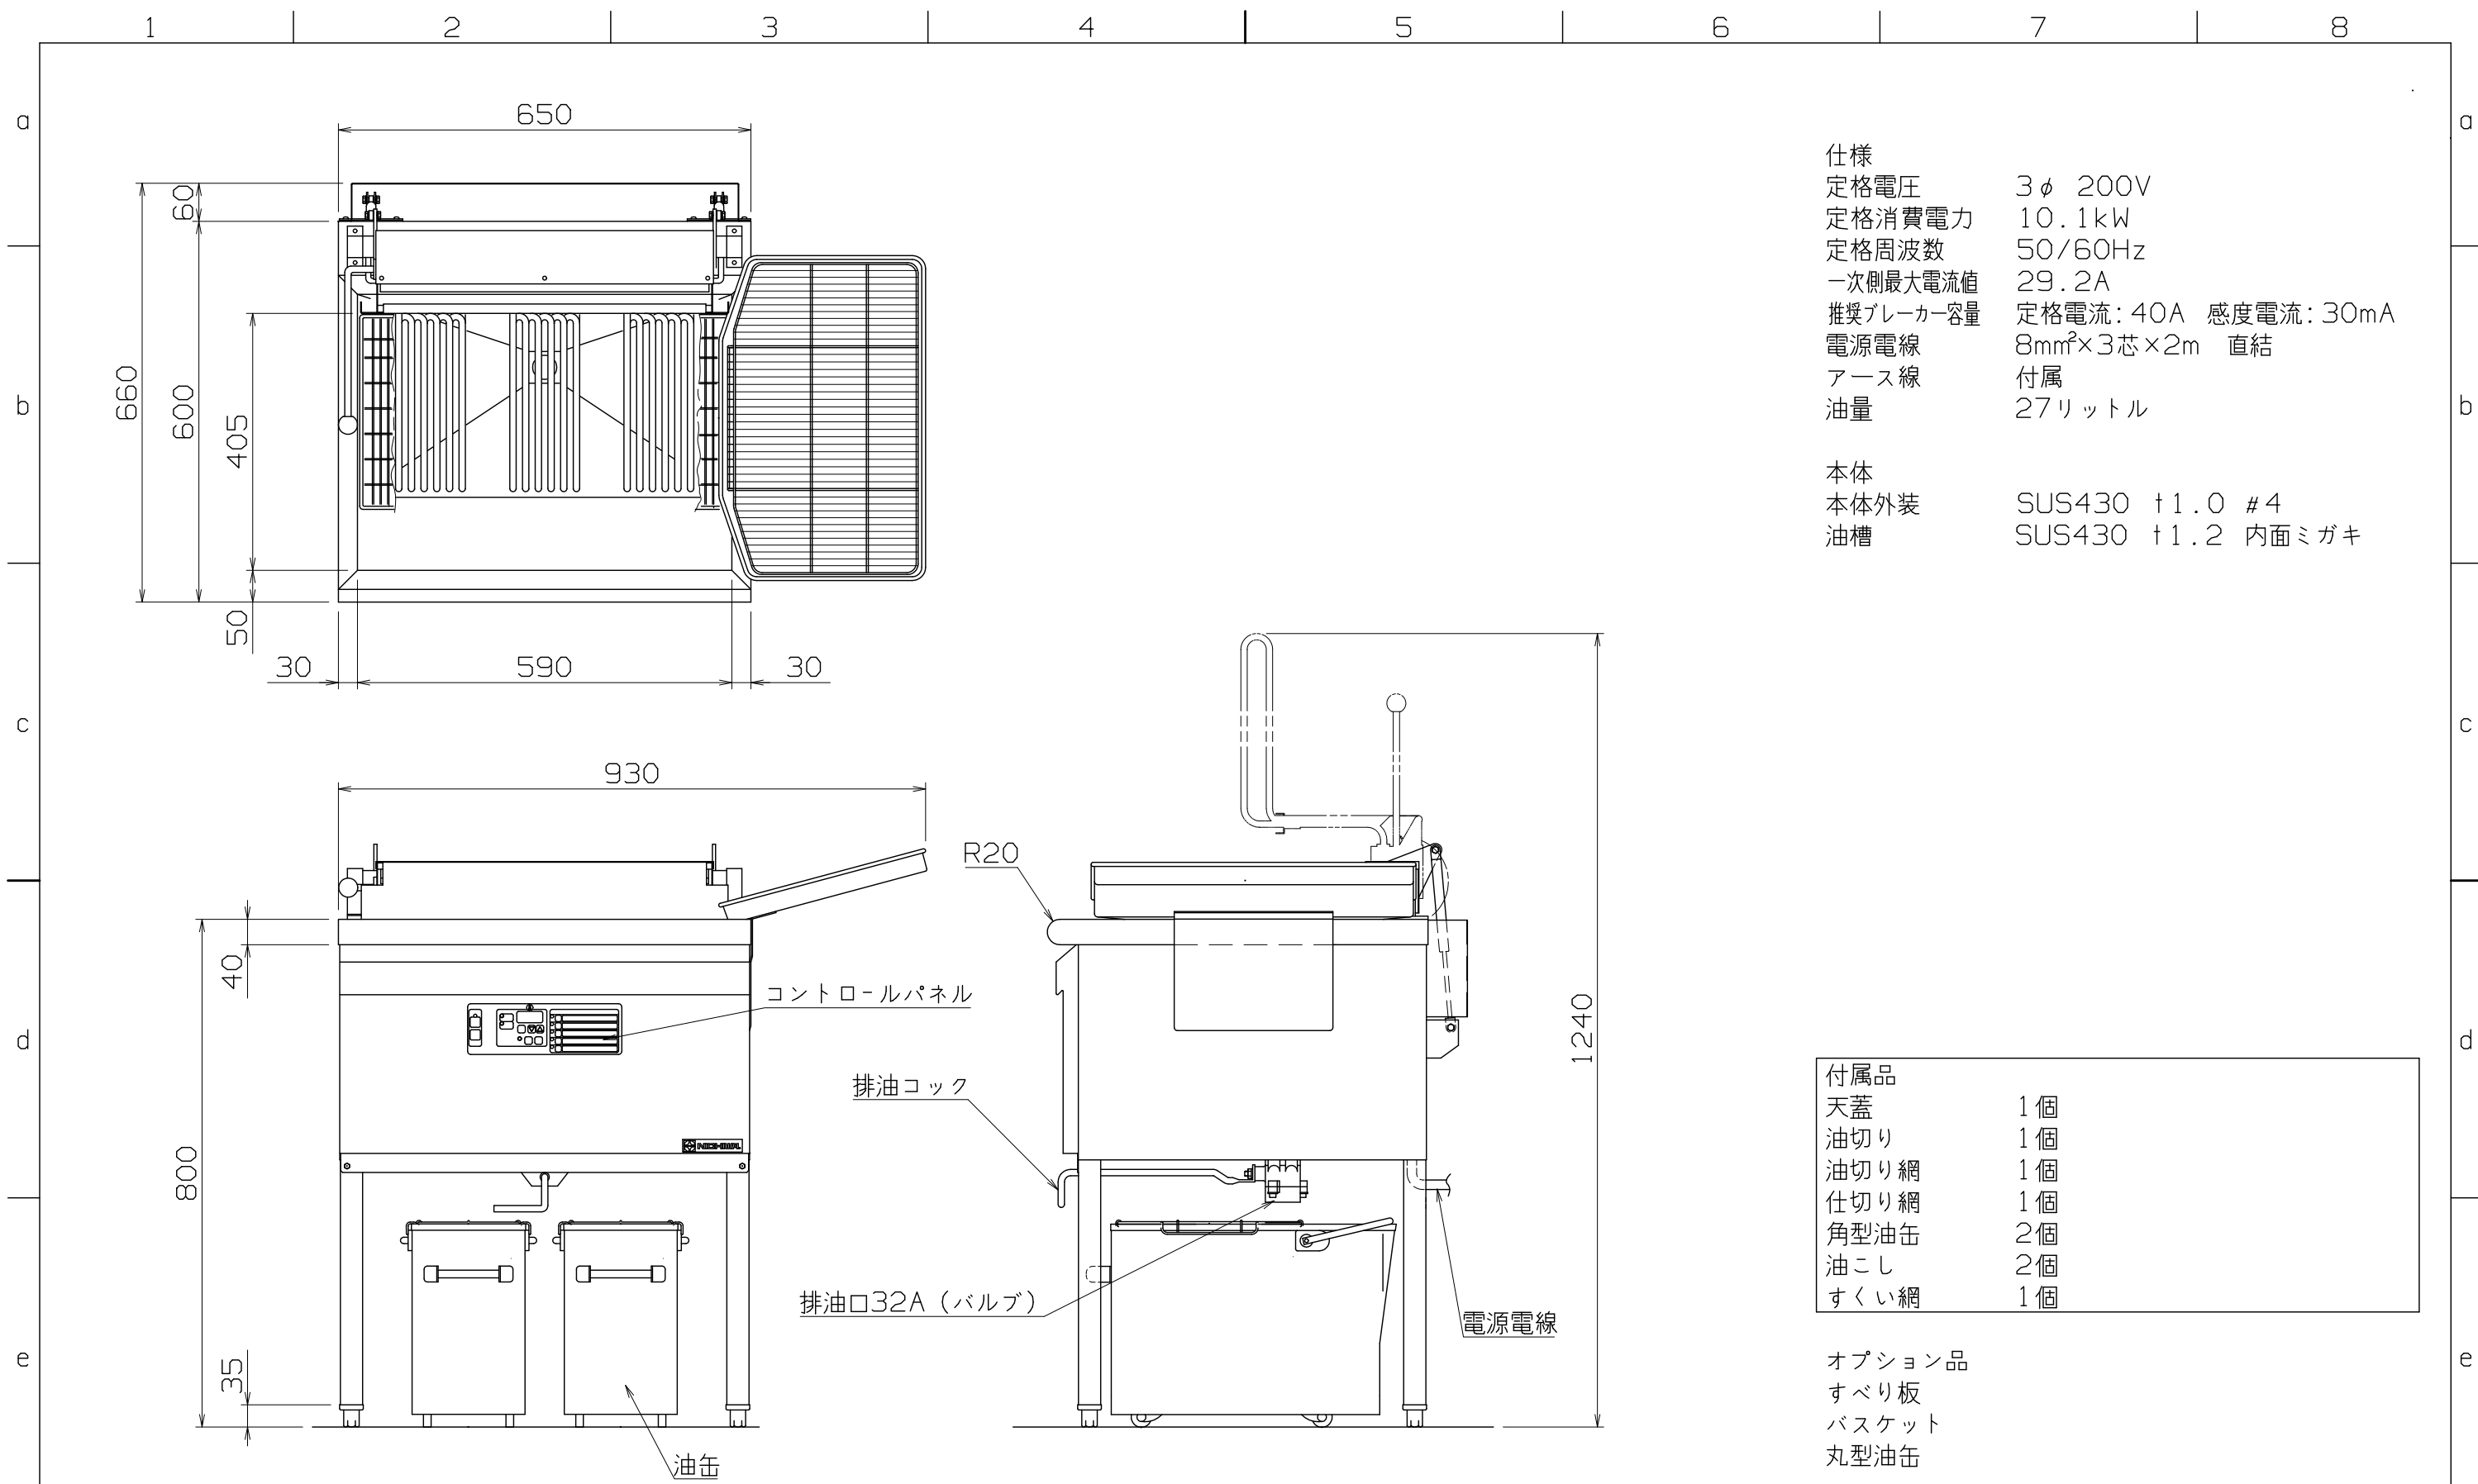 1 2 3 4 5 6 7 8
a a
b b
c c
d d
e e
650
60
660
600
405
50
30 590 30
930
R20
40
コントロールパネル
1240
排油コック
800
排油口32A (バルブ)
電源電線
35
油缶
NICHIWA
仕様
定格電圧 3φ 200V
定格消費電力 10.1kW
定格周波数 50/60Hz
一次側最大電流値 29.2A
推奨ブレーカー容量 定格電流:40A 感度電流:30mA
電源電線 8mm²×3芯×2m 直結
アース線 付属
油量 27リットル
本体
本体外装 SUS430 t1.0 #4
油槽 SUS430 t1.2 内面ミガキ
付属品
天蓋 1個
油切り 1個
油切り網 1個
仕切り網 1個
角型油缶 2個
油こし 2個
すくい網 1個
オプション品
すべり板
バスケット
丸型油缶